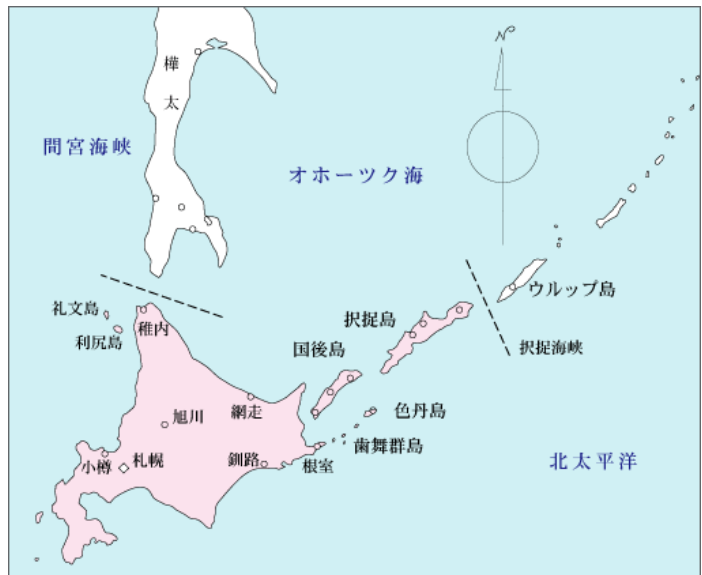 N
樺太
間宮海峡
オホーツク海
ウルップ島
礼文島
択捉島
稚内
利尻島
国後島
択捉海峡
網走
色丹島
旭川
歯舞群島
小樽
札幌
釧路
根室
北太平洋